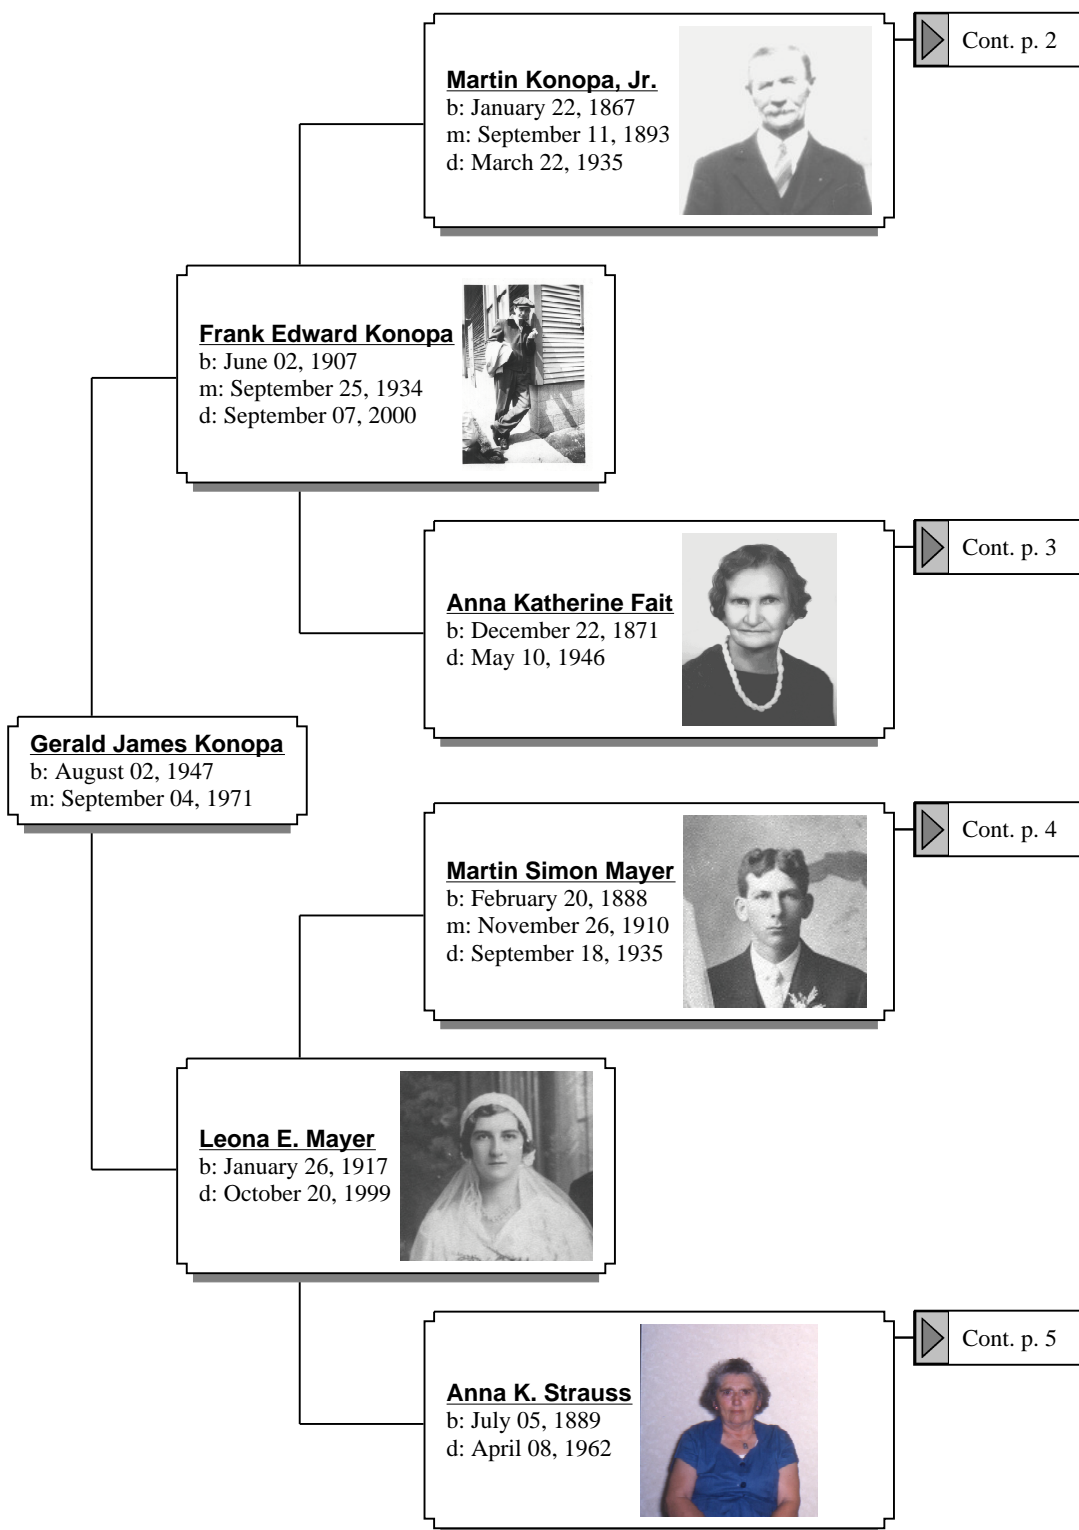 Cont. p. 2
Martin Konopa, Jr.
b: January 22, 1867
m: September 11, 1893
d: March 22, 1935
Frank Edward Konopa
b: June 02, 1907
m: September 25, 1934
d: September 07, 2000
Cont. p. 3
Anna Katherine Fait
b: December 22, 1871
d: May 10, 1946
Gerald James Konopa
b: August 02, 1947
m: September 04, 1971
Cont. p. 4
Martin Simon Mayer
b: February 20, 1888
m: November 26, 1910
d: September 18, 1935
Leona E. Mayer
b: January 26, 1917
d: October 20, 1999
Cont. p. 5
Anna K. Strauss
b: July 05, 1889
d: April 08, 1962